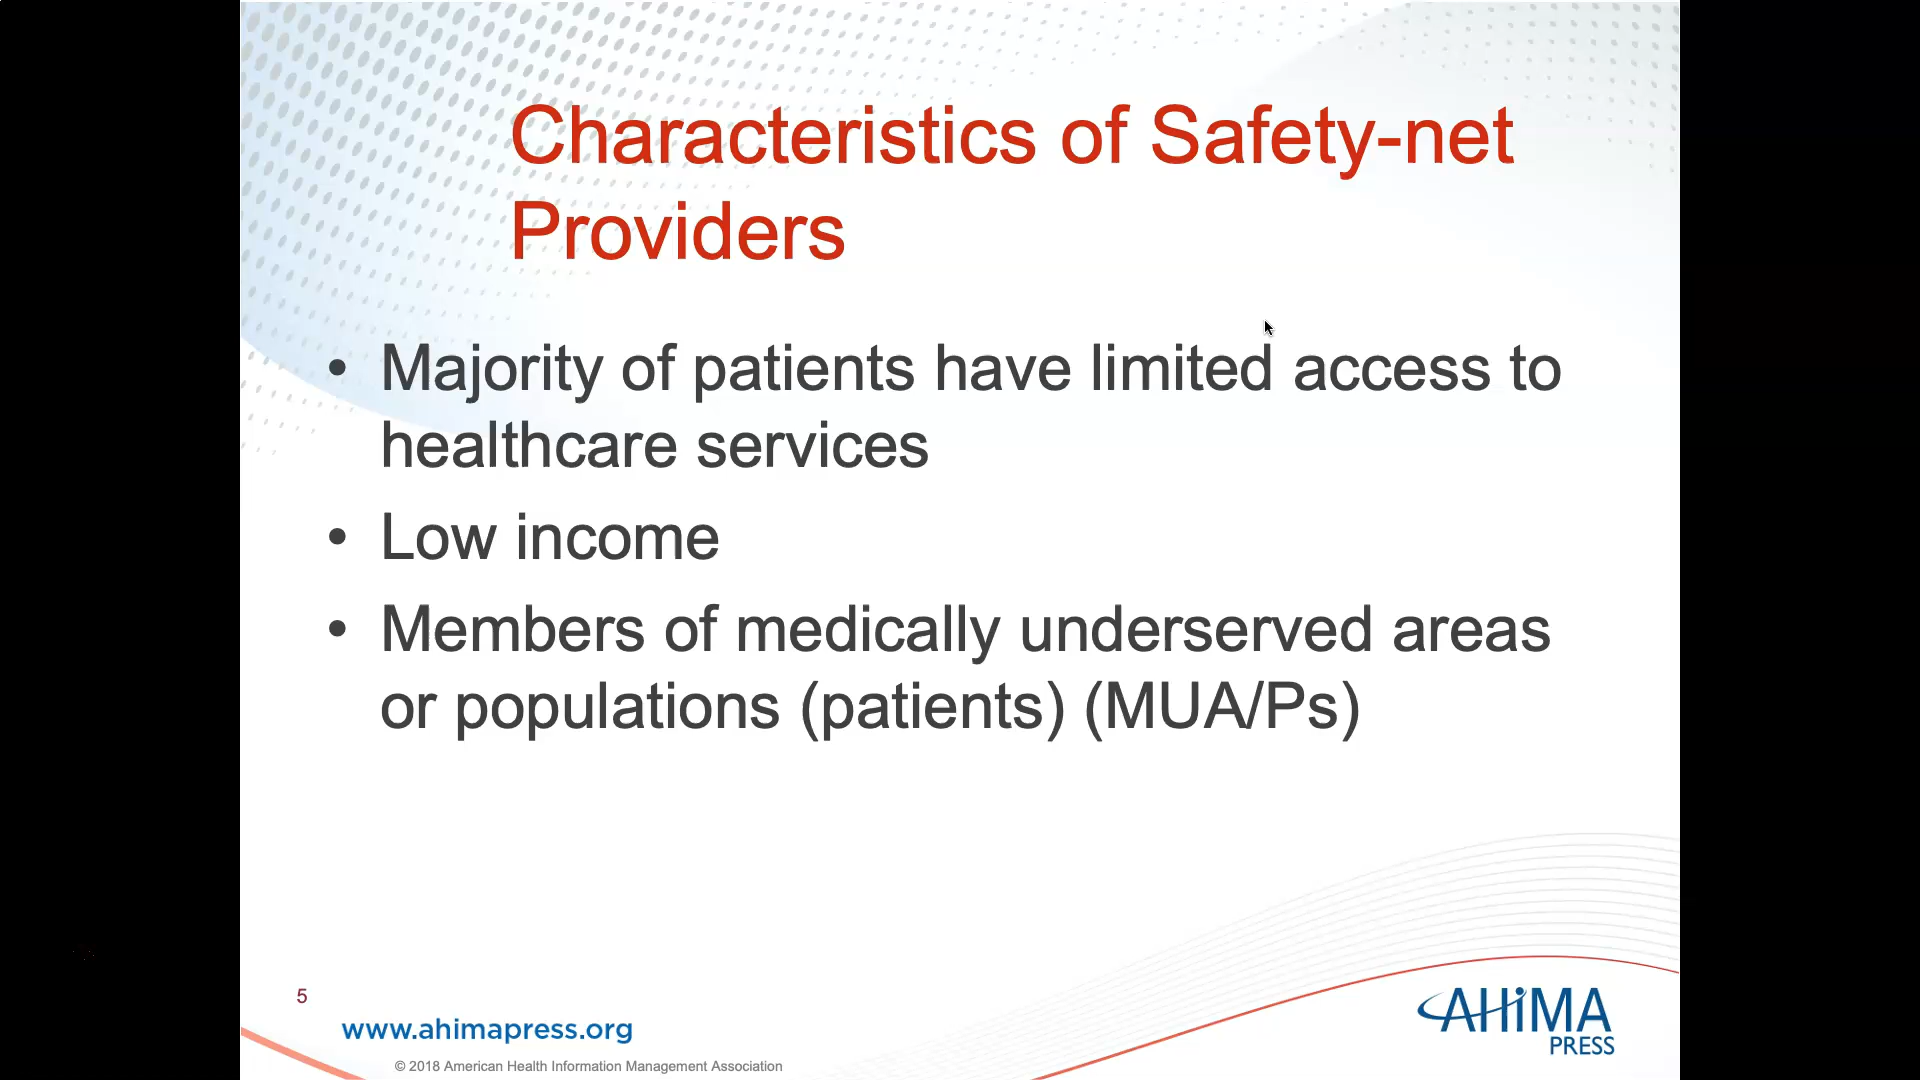 Characteristics of Safety-net
Providers
• Majority of patients have limited access to
healthcare services
• Low income
• Members of medically underserved areas
or populations (patients) (MUA/Ps)
5
www.ahimapress.org
© 2018 American Health Information Management Association
AHiMA
PRESS